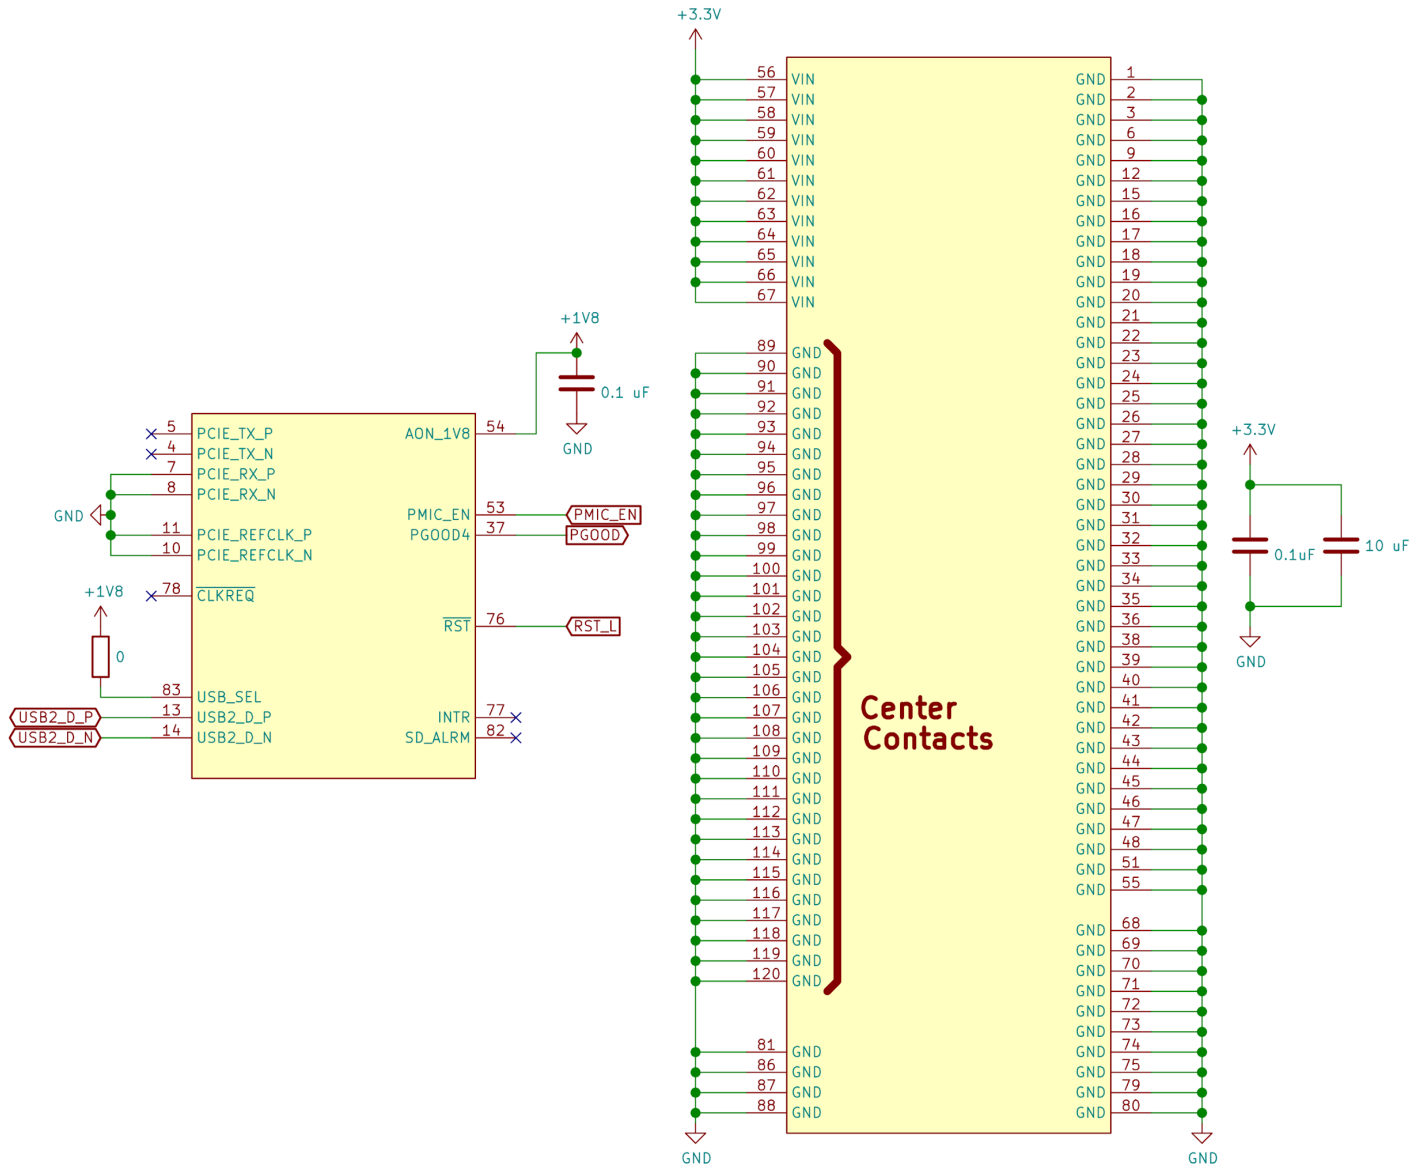 +3.3V
56 VIN GND 1
57 VIN GND 2
58 VIN GND 3
59 VIN GND 6
60 VIN GND 9
61 VIN GND 12
62 VIN GND 15
63 VIN GND 16
64 VIN GND 17
65 VIN GND 18
66 VIN GND 19
67 VIN GND 20
GND 21
GND 22
89 GND GND 23
90 GND GND 24
91 GND GND 25
92 GND GND 26
93 GND GND 27
94 GND GND 28
95 GND GND 29
96 GND GND 30
97 GND GND 31
98 GND GND 32
99 GND GND 33
100 GND GND 34
101 GND GND 35
102 GND GND 36
103 GND GND 38
104 GND GND 39
105 GND GND 40
106 GND GND 41
107 GND GND 42
108 GND GND 43
109 GND GND 44
110 GND GND 45
111 GND GND 46
112 GND GND 47
113 GND GND 48
114 GND GND 51
115 GND GND 55
116 GND
117 GND GND 68
118 GND GND 69
119 GND GND 70
120 GND GND 71
GND 72
GND 73
81 GND GND 74
86 GND GND 75
87 GND GND 79
88 GND GND 80
GND
GND
Center
Contacts
+1V8
0.1 uF
GND
5 PCIE_TX_P AON_1V8 54
4 PCIE_TX_N
7 PCIE_RX_P
8 PCIE_RX_N
GND
PMIC_EN 53 PMIC_EN
11 PCIE_REFCLK_P PGOOD4 37 PGOOD
10 PCIE_REFCLK_N
+1V8
78 CLKREQ
RST 76 RST_L
0
83 USB_SEL
USB2_D_P 13 USB2_D_P INTR 77
USB2_D_N 14 USB2_D_N SD_ALRM 82
+3.3V
0.1uF
10 uF
GND